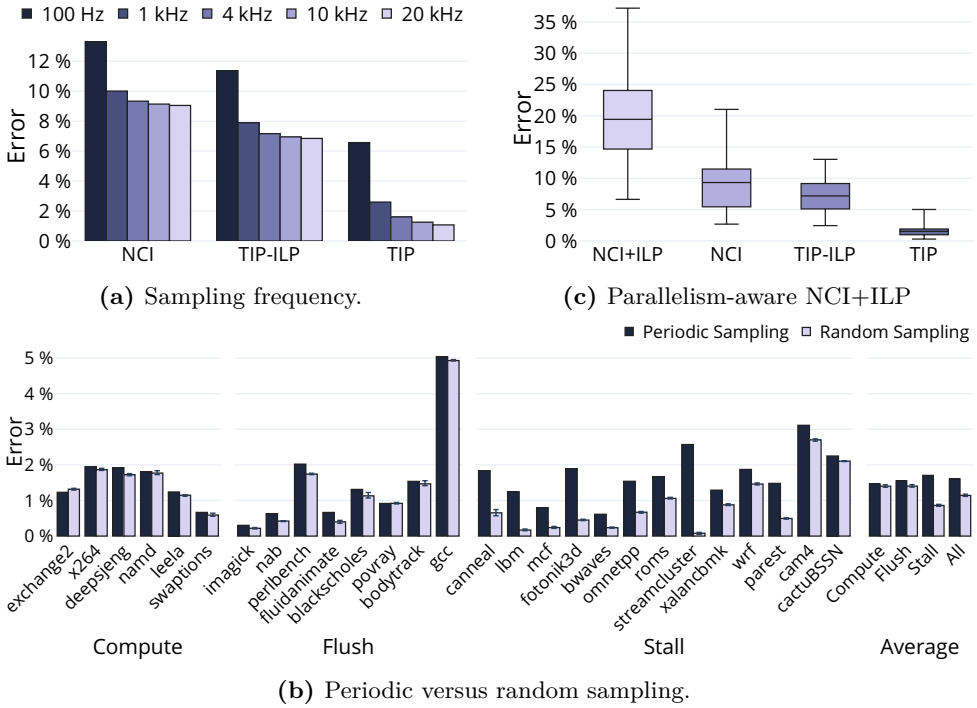 100 Hz 1 kHz 4 kHz 10 kHz 20 kHz
Error
12 %
10 %
8 %
6 %
4 %
2 %
0 %
NCI TIP-ILP TIP
(a) Sampling frequency.
Error
35 %
30 %
25 %
20 %
15 %
10 %
5 %
0 %
NCI+ILP NCI TIP-ILP TIP
(c) Parallelism-aware NCI+ILP
Periodic Sampling Random Sampling
Error
5 %
4 %
3 %
2 %
1 %
0 %
exchange2 x264 deepsjeng namd leela swaptions imagick nab perlbench fluidanimate blackscholes povray bodytrack gcc canneal lbm mcf fotonik3d bwaves omnetpp roms streamcluster xalancbmk wrf parest cam4 cactuBSSN Compute Flush Stall All
Compute Flush Stall Average
(b) Periodic versus random sampling.